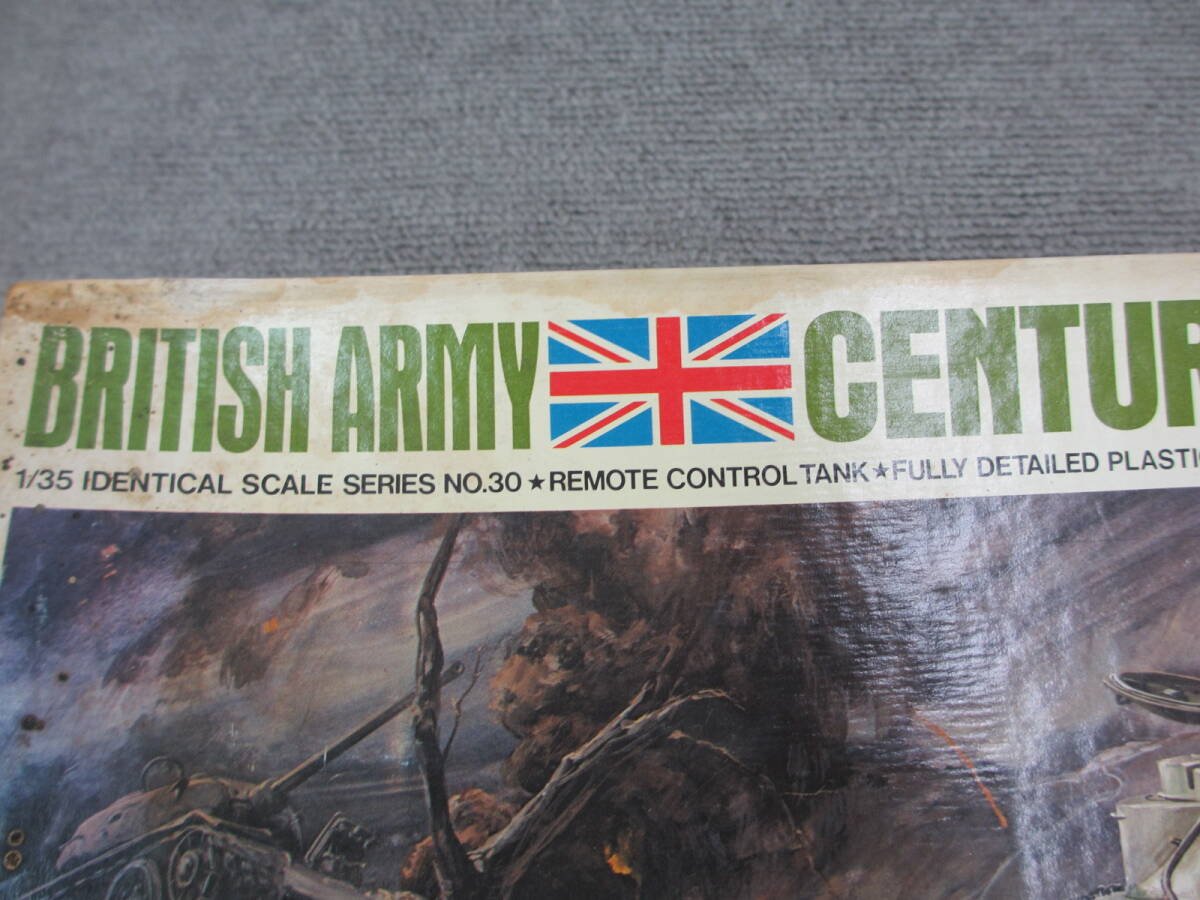 BRITISH ARMY CENTUR
1/35 IDENTICAL SCALE SERIES NO.30 ★ REMOTE CONTROL TANK ★ FULLY DETAILED PLASTI